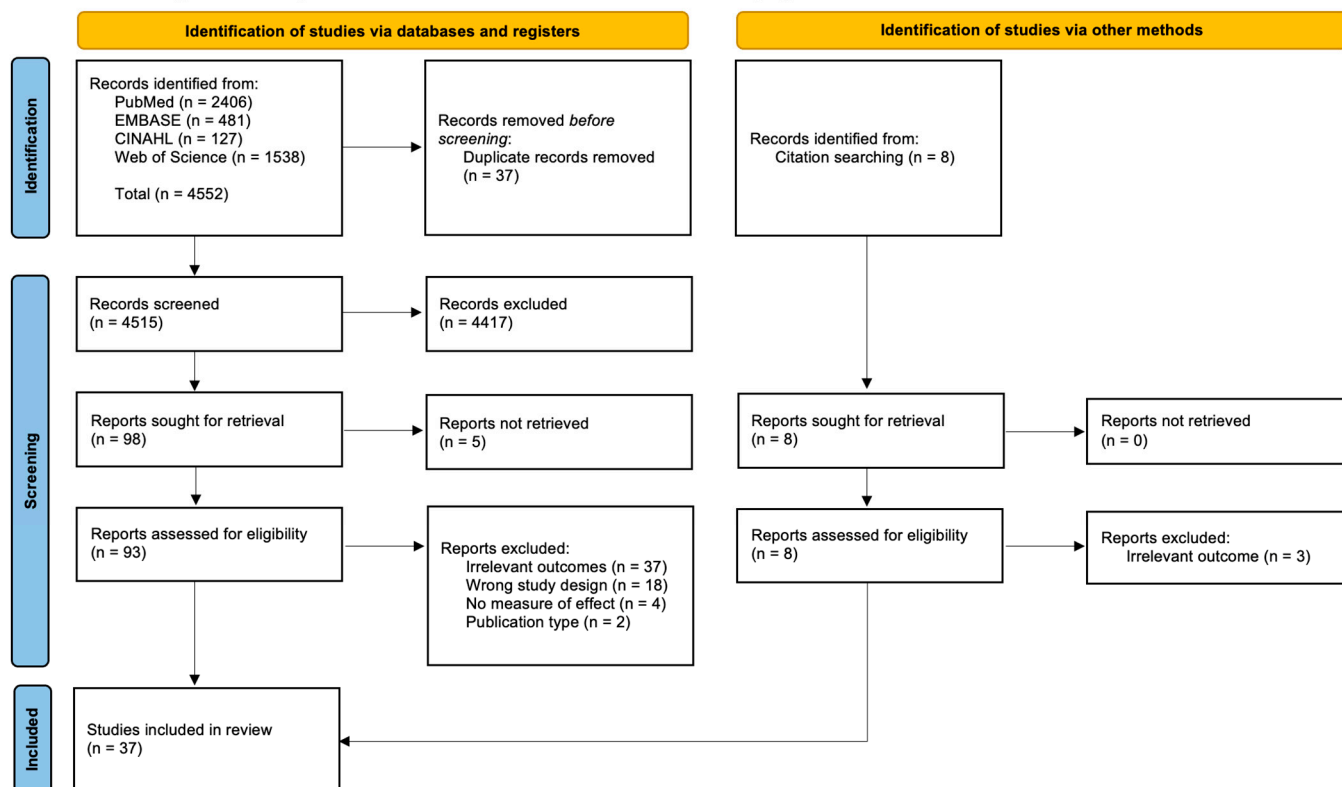 Identification of studies via databases and registers
Identification of studies via other methods
Identification
Records identified from:
PubMed (n = 2406)
EMBASE (n = 481)
CINAHL (n = 127)
Web of Science (n = 1538)
Total (n = 4552)
Records removed before
screening:
Duplicate records removed
(n = 37)
Records identified from:
Citation searching (n = 8)
Screening
Records screened
(n = 4515)
Records excluded
(n = 4417)
Reports sought for retrieval
(n = 98)
Reports not retrieved
(n = 5)
Reports sought for retrieval
(n = 8)
Reports not retrieved
(n = 0)
Reports assessed for eligibility
(n = 93)
Reports excluded:
Irrelevant outcomes (n = 37)
Wrong study design (n = 18)
No measure of effect (n = 4)
Publication type (n = 2)
Reports assessed for eligibility
(n = 8)
Reports excluded:
Irrelevant outcome (n = 3)
Included
Studies included in review
(n = 37)